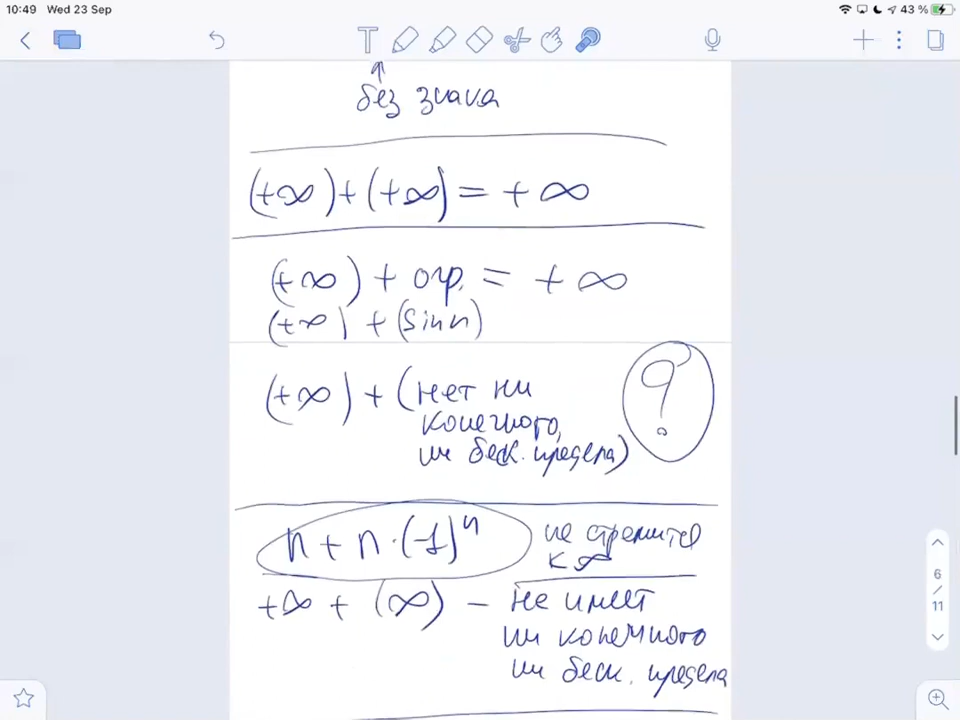 10:49 Wed 23 Sep
43 %
T
без знака
(+∞)+(+∞) = +∞
(+∞) + огр. = +∞
(+∞) + (sin n)
(+∞) + (нет ни
конечного,
ни беск. предела)
?
n + n·(-1)^n
не стремится
к ∞
+∞ + (∞) – не имеет
ни конечного
ни беск. предела
6
/
11